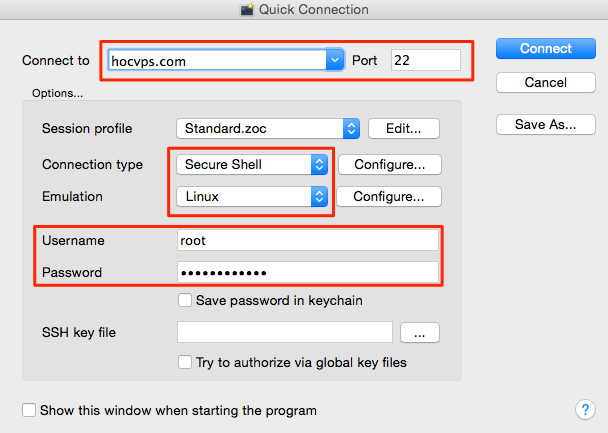 Quick Connection
Connect to hocvps.com Port 22 Connect
Options... Cancel
Session profile Standard.zoc Edit... Save As...
Connection type Secure Shell Configure...
Emulation Linux Configure...
Username root
Password ●●●●●●●●●●●●
Save password in keychain
SSH key file ...
Try to authorize via global key files
Show this window when starting the program ?